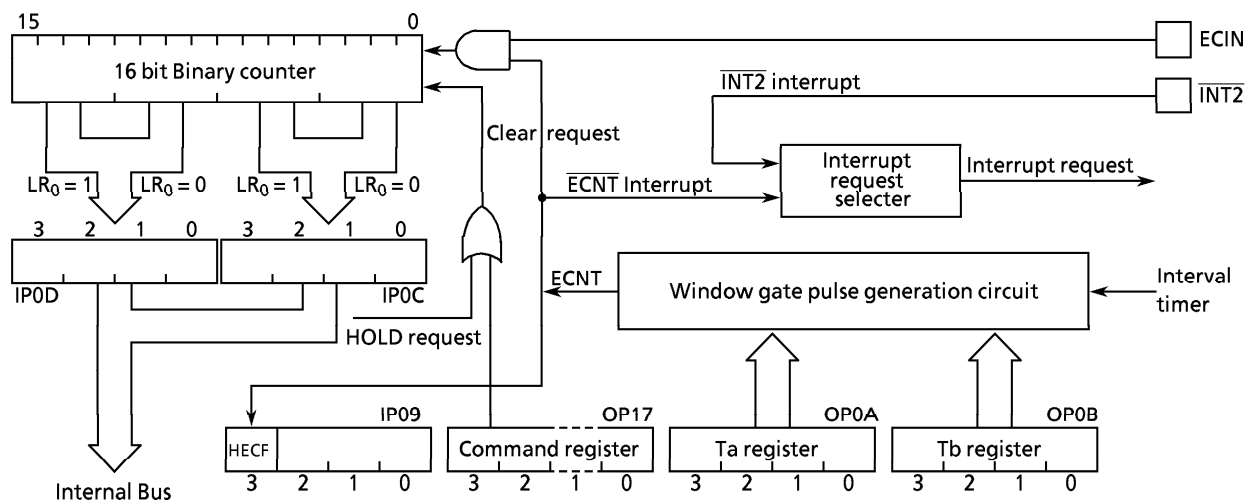 15 0
ECIN
16 bit Binary counter
INT2 interrupt
INT2
Clear request
Interrupt
request
selecter
Interrupt request
LR0 = 1 LR0 = 0 LR0 = 1 LR0 = 0
ECNT Interrupt
3 2 1 0 3 2 1 0
IP0D IP0C
ECNT
Window gate pulse generation circuit
Interval
timer
HOLD request
IP09 OP17 OP0A OP0B
HECF Command register Ta register Tb register
3 2 1 0 3 2 1 0 3 2 1 0 3 2 1 0
Internal Bus